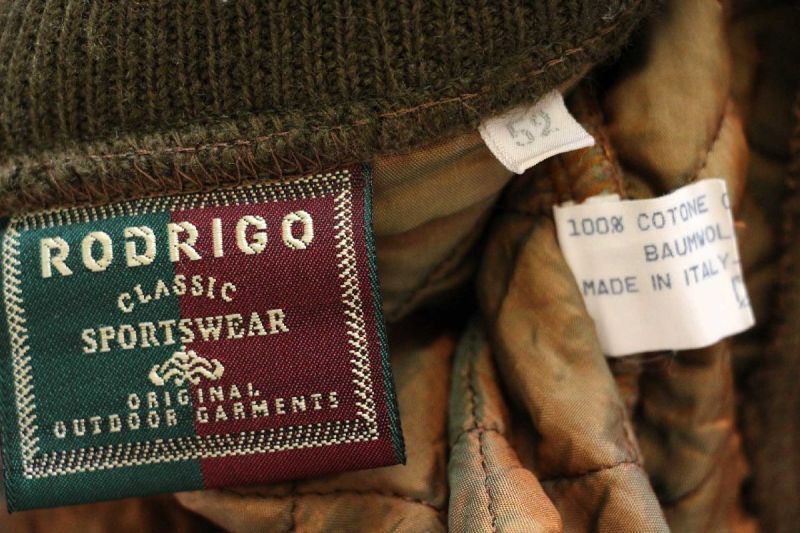 RODRIGO
CLASSIC
SPORTSWEAR
ORIGINAL
OUTDOOR GARMENTS
52
100% COTONE
BAUMWOL
MADE IN ITALY